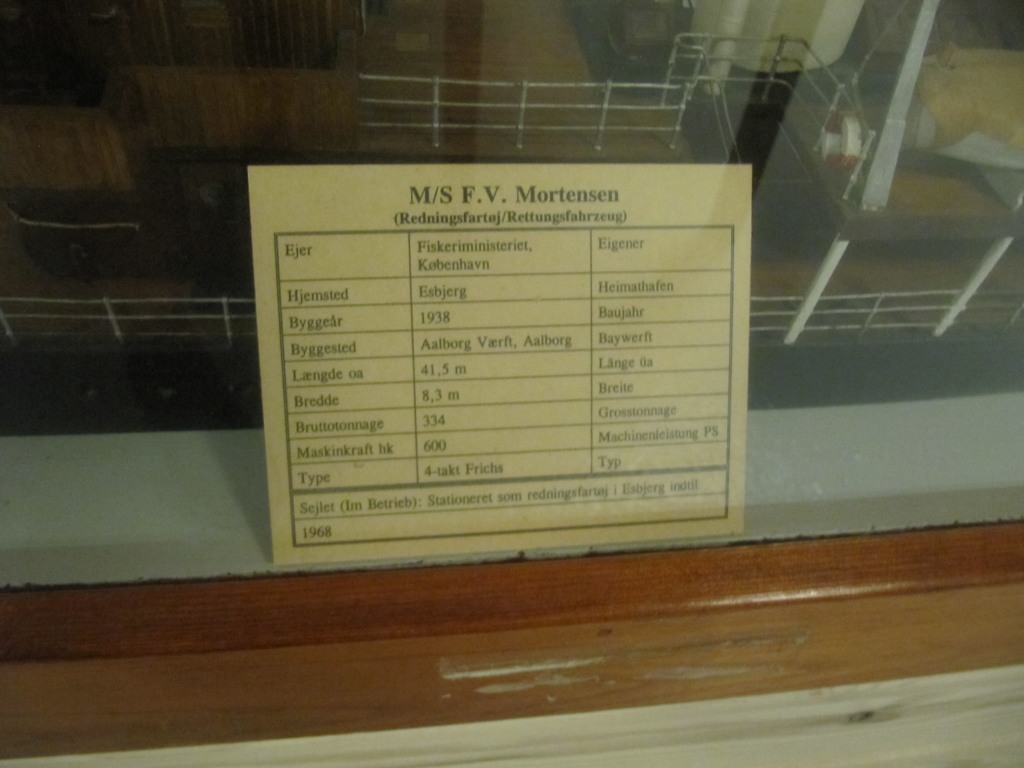 M/S F.V. Mortensen
(Redningsfartøj/Rettungsfahrzeug)
Ejer Fiskeriministeriet, Eigener
København
Hjemsted Esbjerg Heimathafen
Byggeår 1938 Baujahr
Byggested Aalborg Værft, Aalborg Baywerft
Længde oa 41,5 m Länge üa
Bredde 8,3 m Breite
Bruttotonnage 334 Grosstonnage
Maskinkraft hk 600 Machinenleistung PS
Type 4-takt Frichs Typ
Sejlet (Im Betrieb): Stationeret som redningsfartøj i Esbjerg indtil
1968